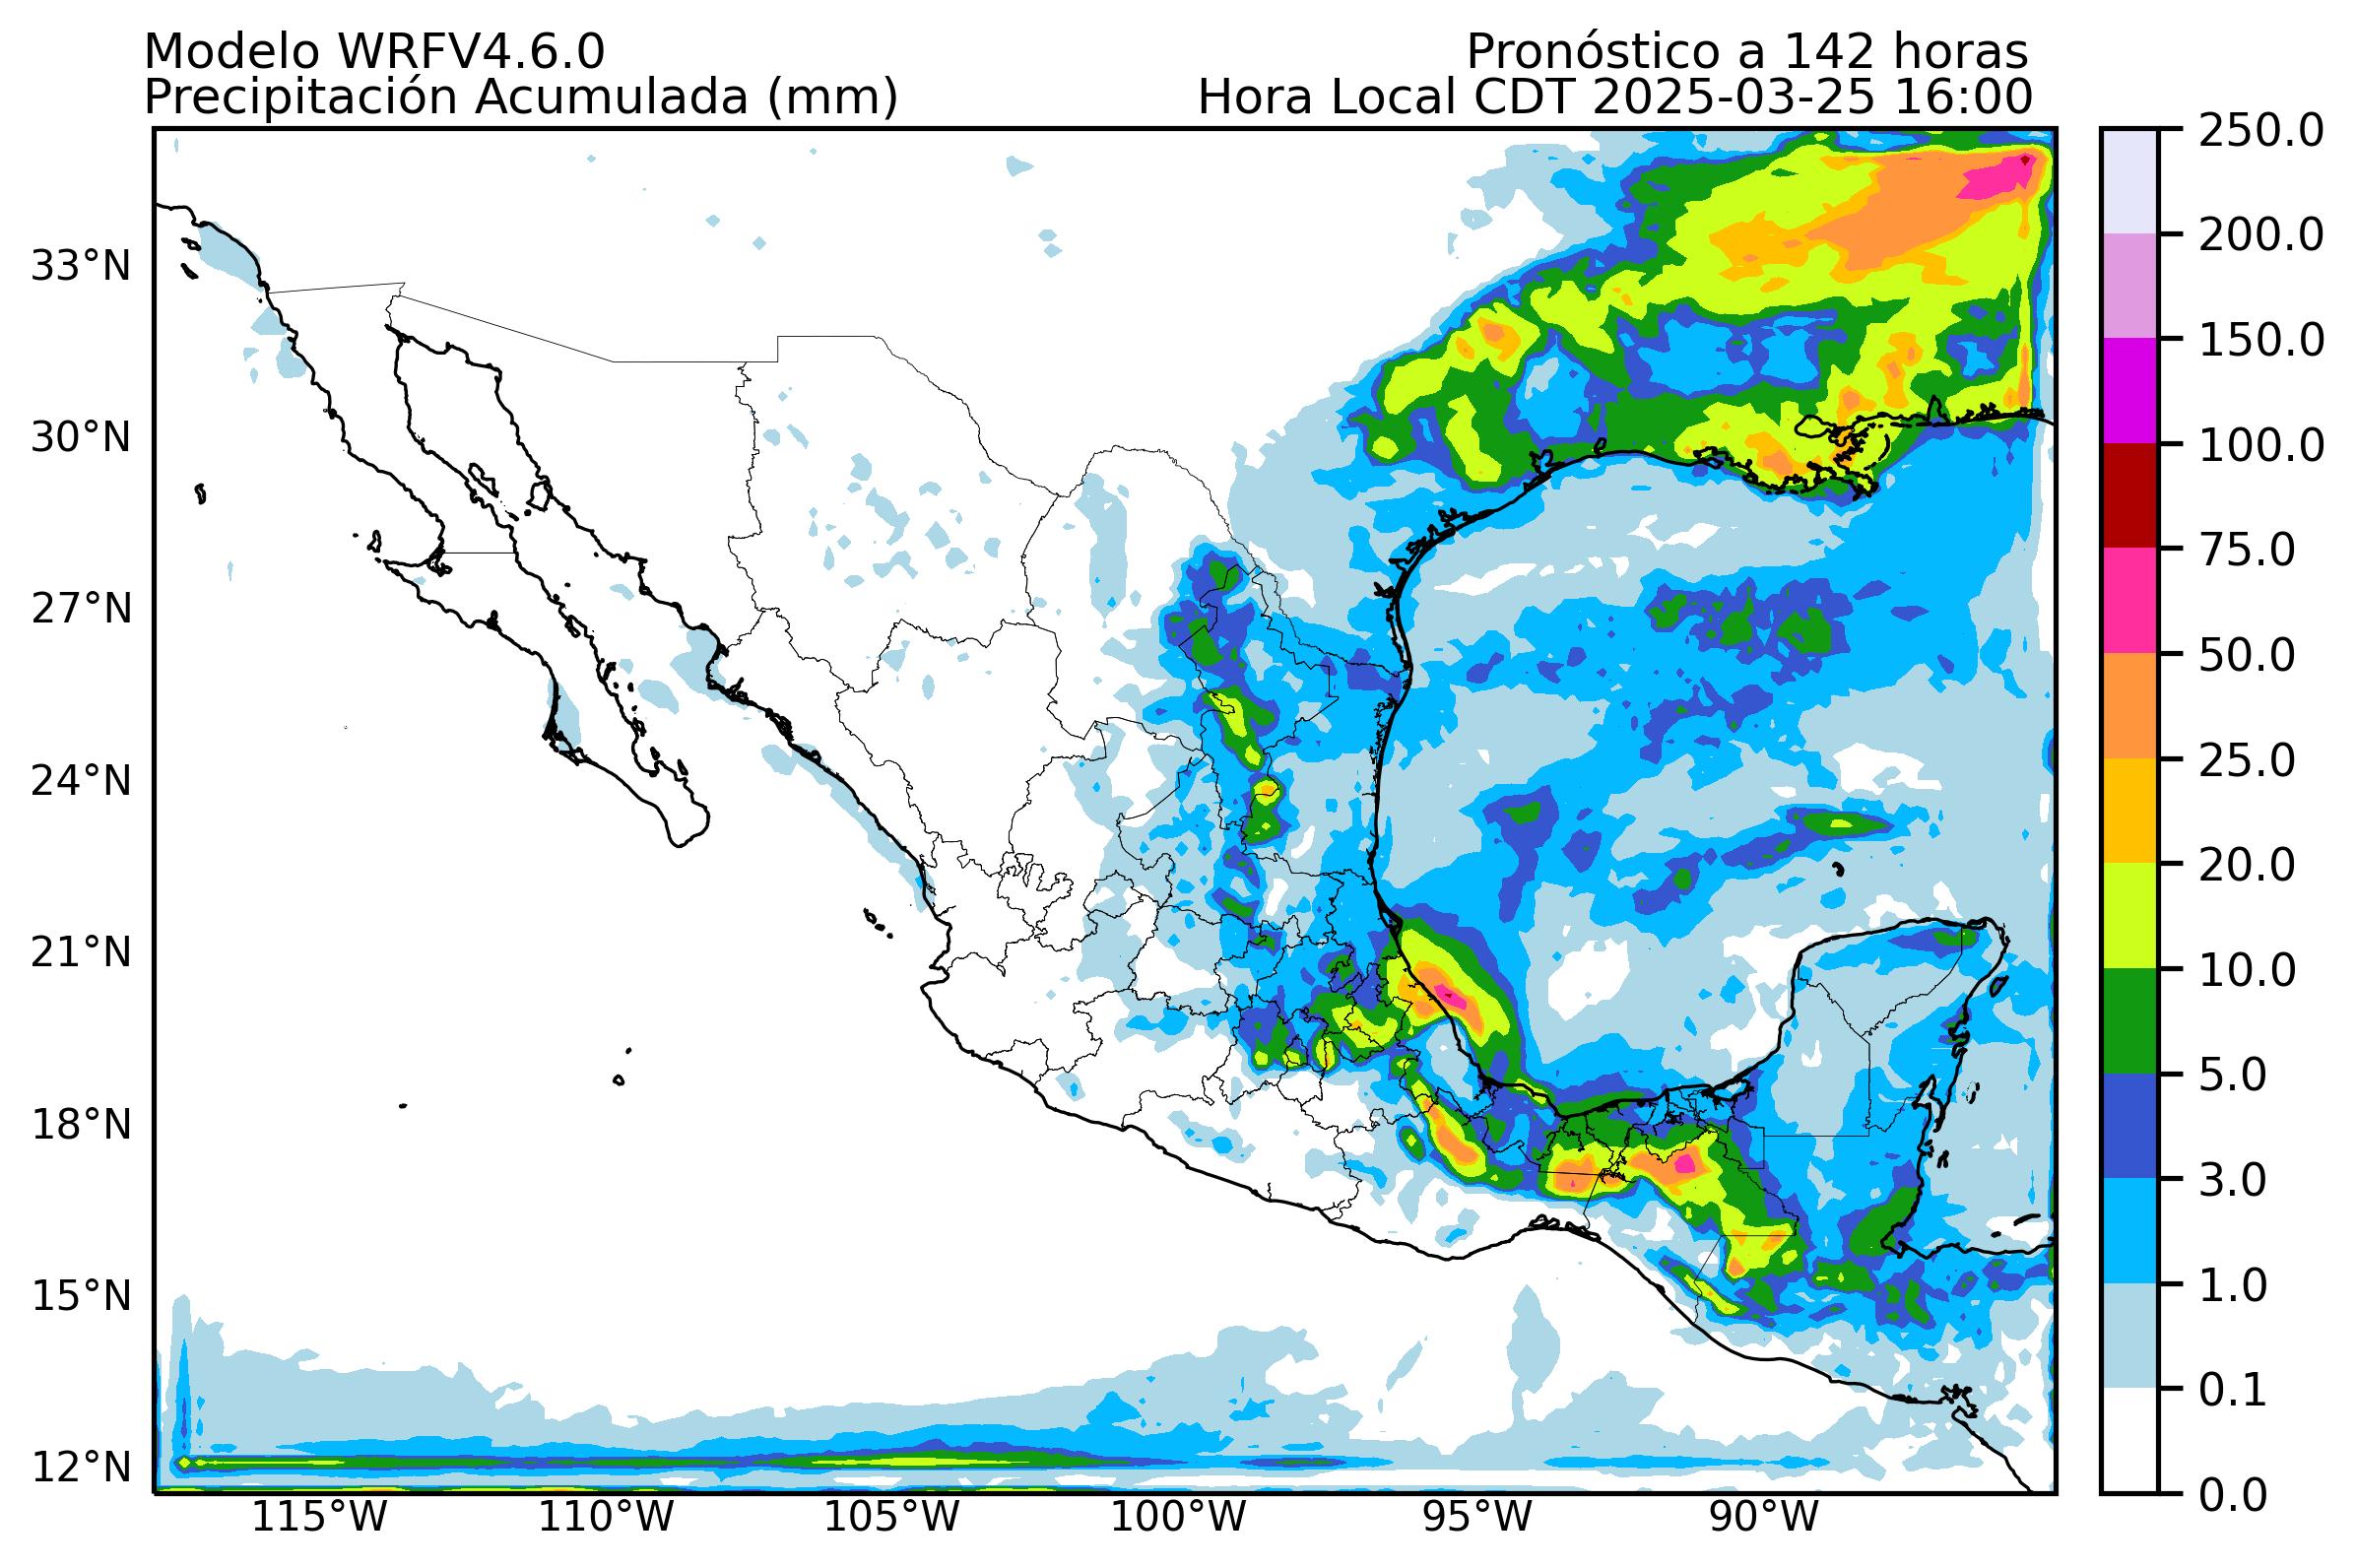 Modelo WRFV4.6.0
Pronóstico a 142 horas
Precipitación Acumulada (mm)
Hora Local CDT 2025-03-25 16:00
33°N
30°N
27°N
24°N
21°N
18°N
15°N
12°N
115°W
110°W
105°W
100°W
95°W
90°W
250.0
200.0
150.0
100.0
75.0
50.0
25.0
20.0
10.0
5.0
3.0
1.0
0.1
0.0